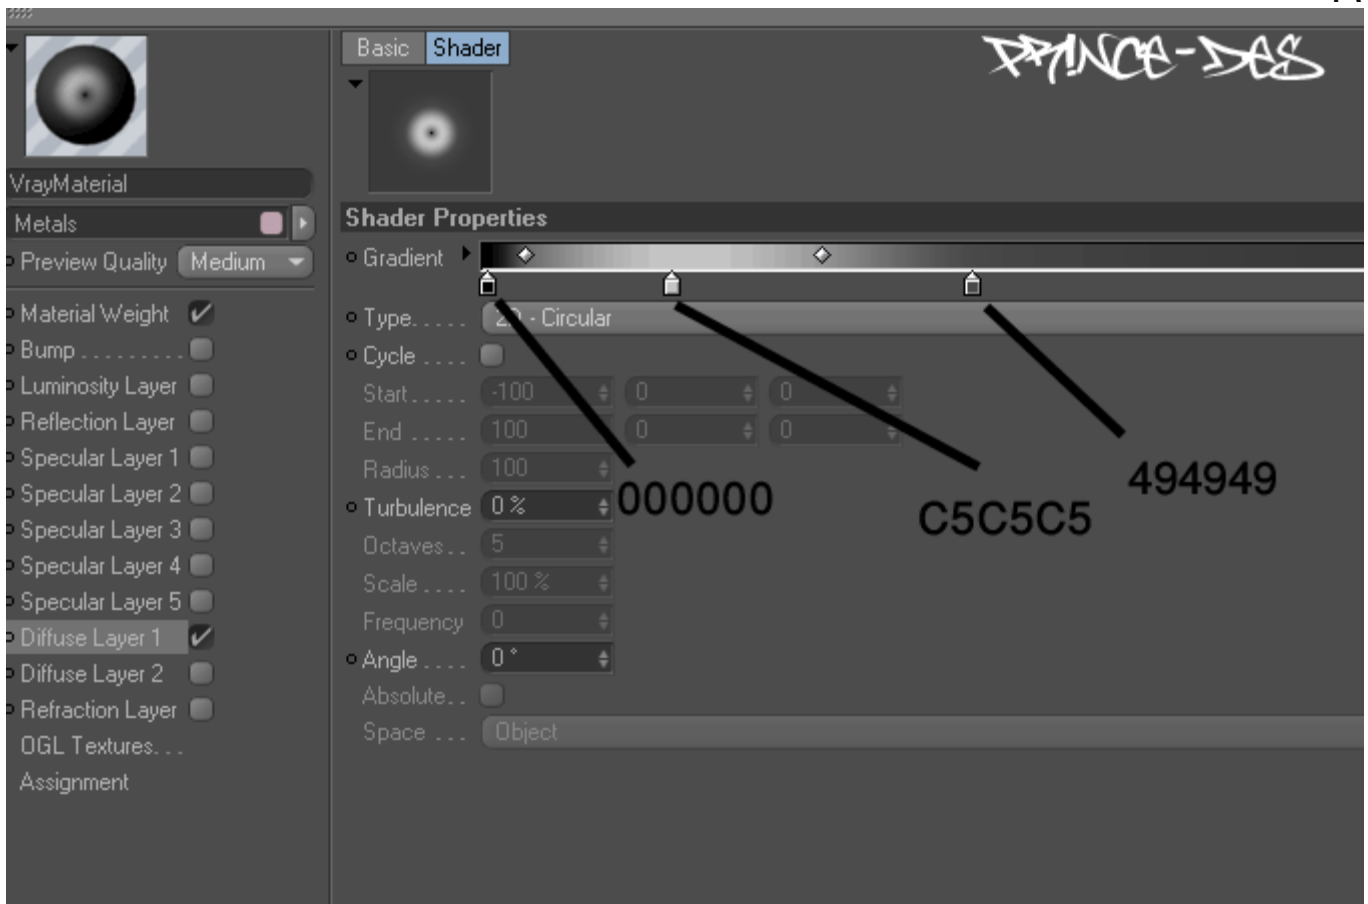 PR!NCE-DES
Basic Shader
VrayMaterial
Metals
Preview Quality Medium
Material Weight
Bump . . . . . . . . .
Luminosity Layer
Reflection Layer
Specular Layer 1
Specular Layer 2
Specular Layer 3
Specular Layer 4
Specular Layer 5
Diffuse Layer 1
Diffuse Layer 2
Refraction Layer
OGL Textures. . .
Assignment
Shader Properties
Gradient
Type. . . . . 2D - Circular
Cycle . . . .
Start. . . . . -100 0 0
End . . . . . 100 0 0
Radius . . . 100
Turbulence 0 %
Octaves. . 5
Scale . . . . 100 %
Frequency 0
Angle . . . . 0 °
Absolute. .
Space . . . Object
000000
C5C5C5
494949